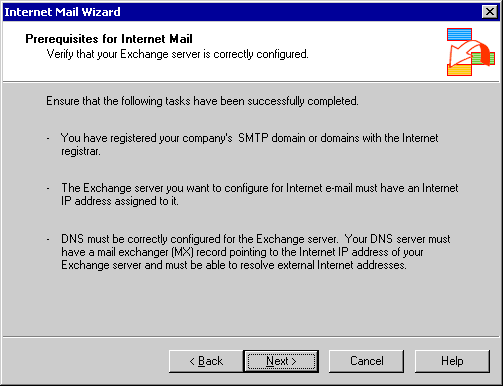 Internet Mail Wizard
Prerequisites for Internet Mail
Verify that your Exchange server is correctly configured.
Ensure that the following tasks have been successfully completed.
- You have registered your company's SMTP domain or domains with the Internet
registrar.
- The Exchange server you want to configure for Internet e-mail must have an Internet
IP address assigned to it.
- DNS must be correctly configured for the Exchange server. Your DNS server must
have a mail exchanger (MX) record pointing to the Internet IP address of your
Exchange server and must be able to resolve external Internet addresses.
< Back Next > Cancel Help